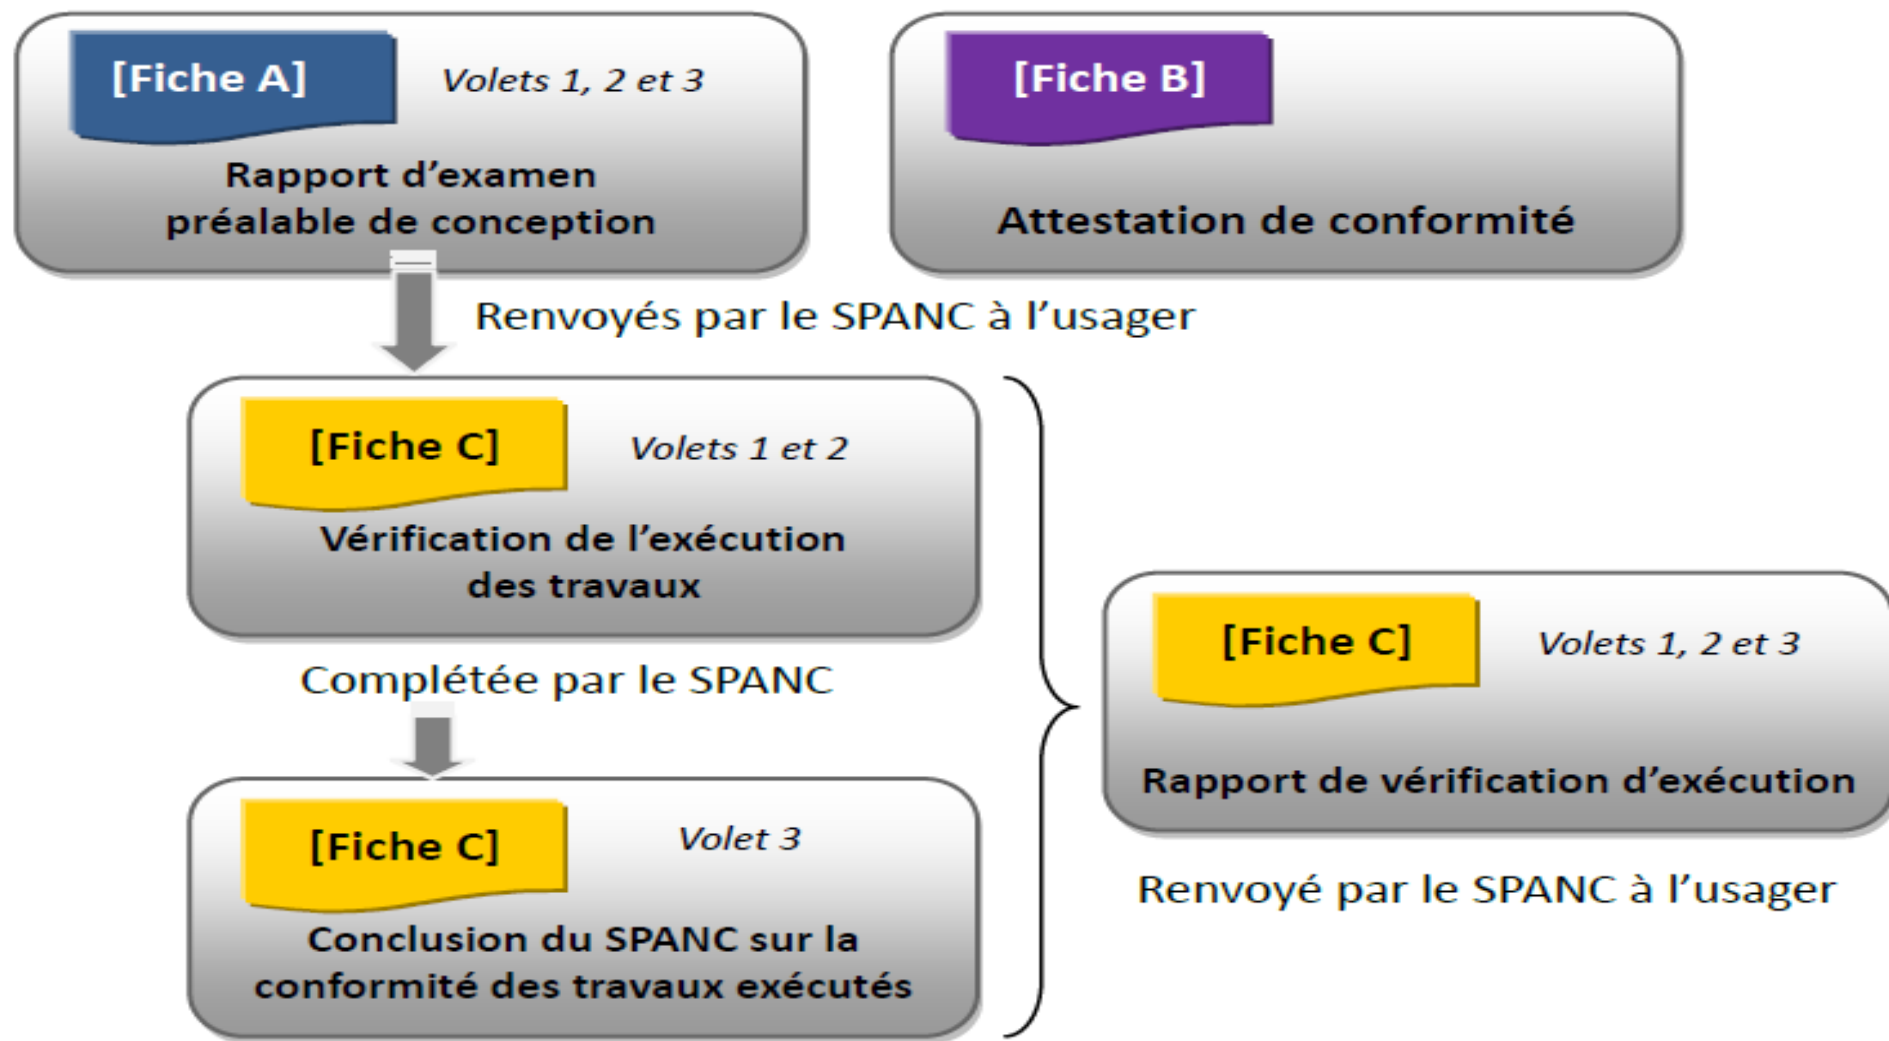 [Fiche A]
Volets 1, 2 et 3
Rapport d’examen
préalable de conception
[Fiche B]
Attestation de conformité
Renvoyés par le SPANC à l’usager
[Fiche C]
Volets 1 et 2
Vérification de l’exécution
des travaux
Complétée par le SPANC
[Fiche C]
Volet 3
Conclusion du SPANC sur la
conformité des travaux exécutés
[Fiche C]
Volets 1, 2 et 3
Rapport de vérification d’exécution
Renvoyé par le SPANC à l’usager